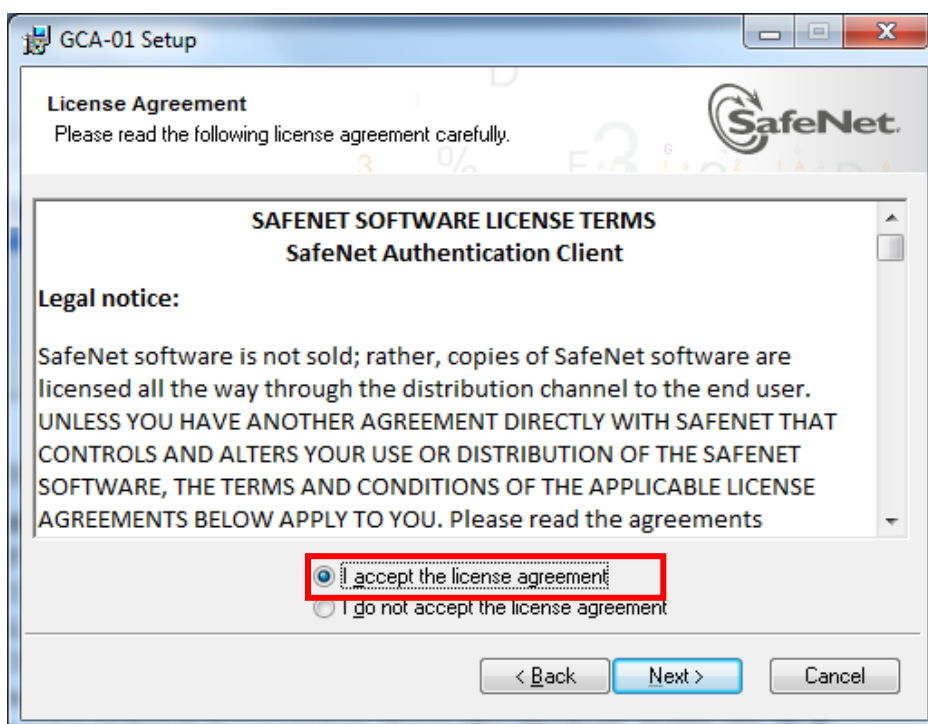 GCA-01 Setup
License Agreement
Please read the following license agreement carefully.
SafeNet.
SAFENET SOFTWARE LICENSE TERMS
SafeNet Authentication Client
Legal notice:
SafeNet software is not sold; rather, copies of SafeNet software are
licensed all the way through the distribution channel to the end user.
UNLESS YOU HAVE ANOTHER AGREEMENT DIRECTLY WITH SAFENET THAT
CONTROLS AND ALTERS YOUR USE OR DISTRIBUTION OF THE SAFENET
SOFTWARE, THE TERMS AND CONDITIONS OF THE APPLICABLE LICENSE
AGREEMENTS BELOW APPLY TO YOU. Please read the agreements
I accept the license agreement
I do not accept the license agreement
< Back Next > Cancel